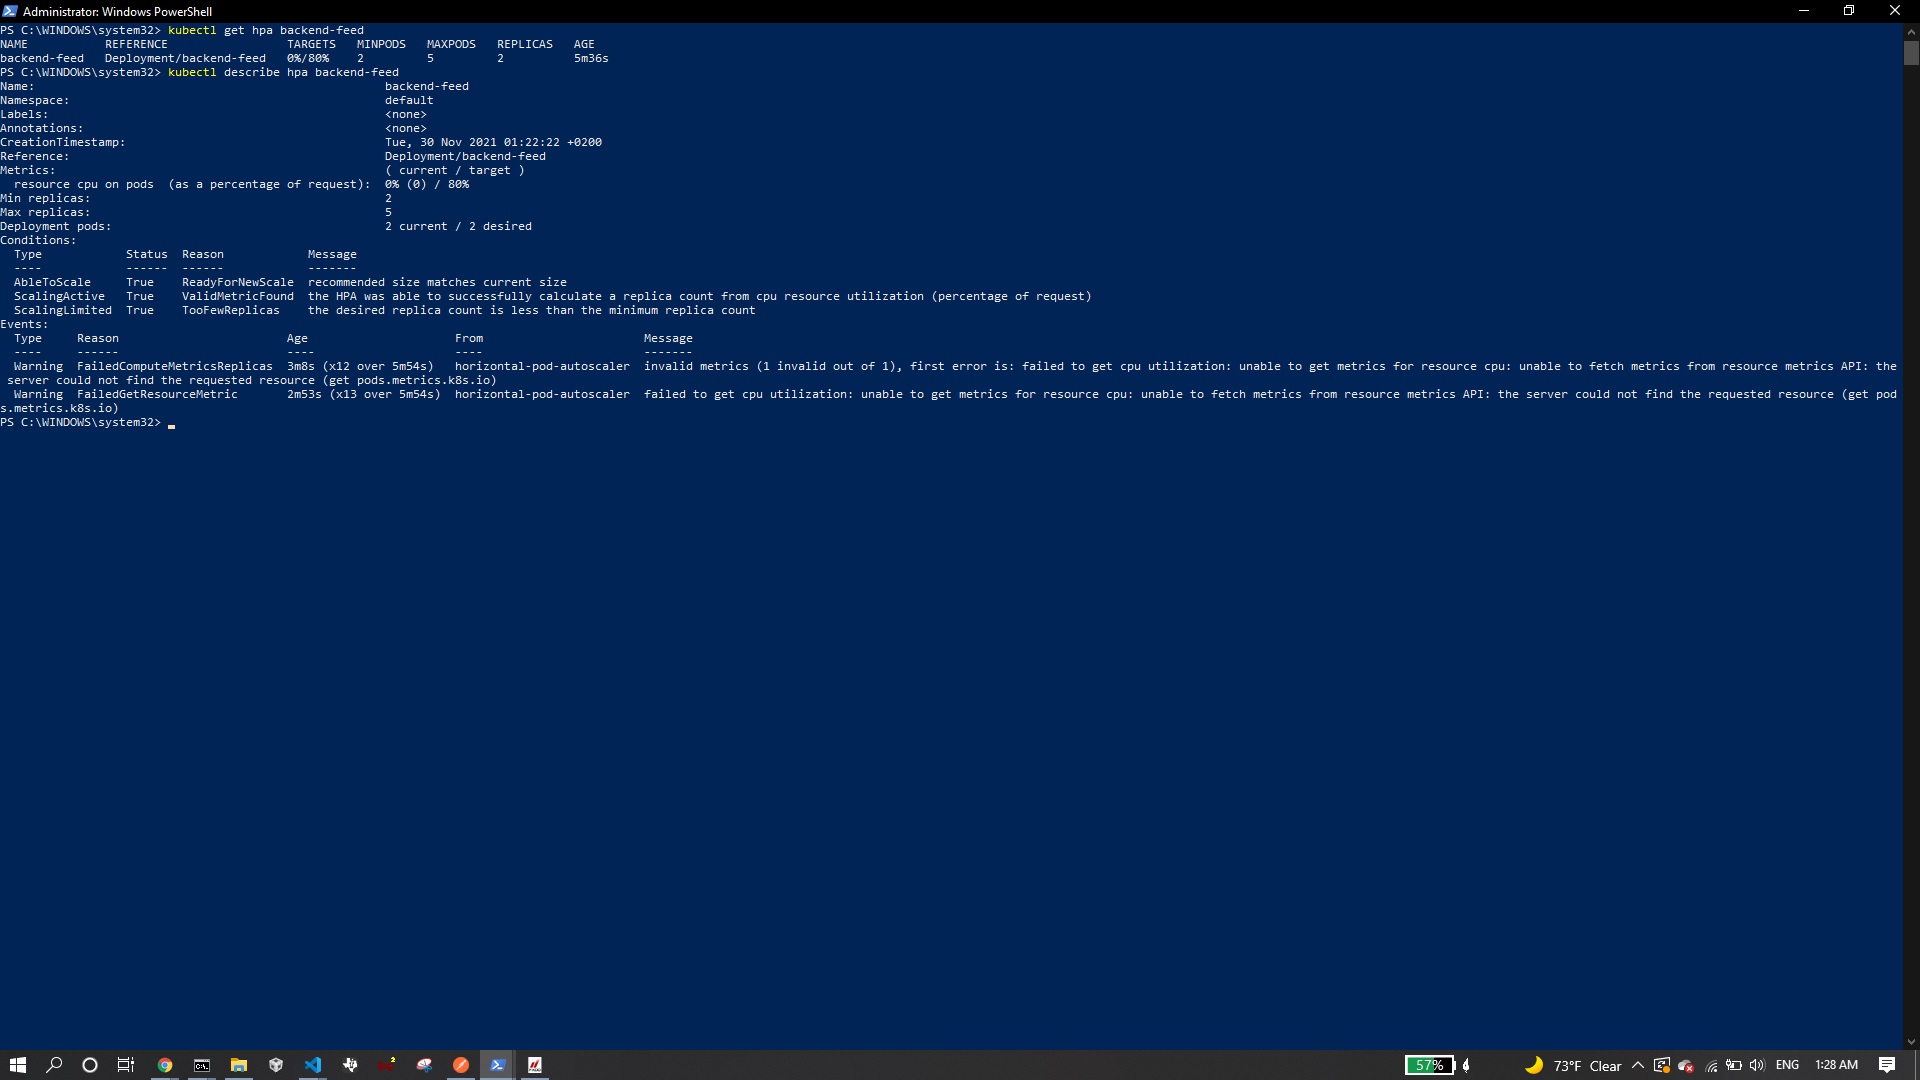 Administrator: Windows PowerShell
PS C:\WINDOWS\system32> kubectl get hpa backend-feed
NAME           REFERENCE                 TARGETS   MINPODS   MAXPODS   REPLICAS   AGE
backend-feed   Deployment/backend-feed   0%/80%    2         5         2          5m36s
PS C:\WINDOWS\system32> kubectl describe hpa backend-feed
Name:                                                  backend-feed
Namespace:                                             default
Labels:                                                <none>
Annotations:                                           <none>
CreationTimestamp:                                     Tue, 30 Nov 2021 01:22:22 +0200
Reference:                                             Deployment/backend-feed
Metrics:                                               ( current / target )
  resource cpu on pods  (as a percentage of request):  0% (0) / 80%
Min replicas:                                          2
Max replicas:                                          5
Deployment pods:                                       2 current / 2 desired
Conditions:
  Type            Status  Reason            Message
  ----            ------  ------            -------
  AbleToScale     True    ReadyForNewScale  recommended size matches current size
  ScalingActive   True    ValidMetricFound  the HPA was able to successfully calculate a replica count from cpu resource utilization (percentage of request)
  ScalingLimited  True    TooFewReplicas    the desired replica count is less than the minimum replica count
Events:
  Type     Reason                        Age                    From                       Message
  ----     ------                        ----                   ----                       -------
  Warning  FailedComputeMetricsReplicas  3m8s (x12 over 5m54s)   horizontal-pod-autoscaler  invalid metrics (1 invalid out of 1), first error is: failed to get cpu utilization: unable to get metrics for resource cpu: unable to fetch metrics from resource metrics API: the
 server could not find the requested resource (get pods.metrics.k8s.io)
  Warning  FailedGetResourceMetric       2m53s (x13 over 5m54s)  horizontal-pod-autoscaler  failed to get cpu utilization: unable to get metrics for resource cpu: unable to fetch metrics from resource metrics API: the server could not find the requested resource (get pod
s.metrics.k8s.io)
PS C:\WINDOWS\system32>
57% 73°F Clear ENG 1:28 AM